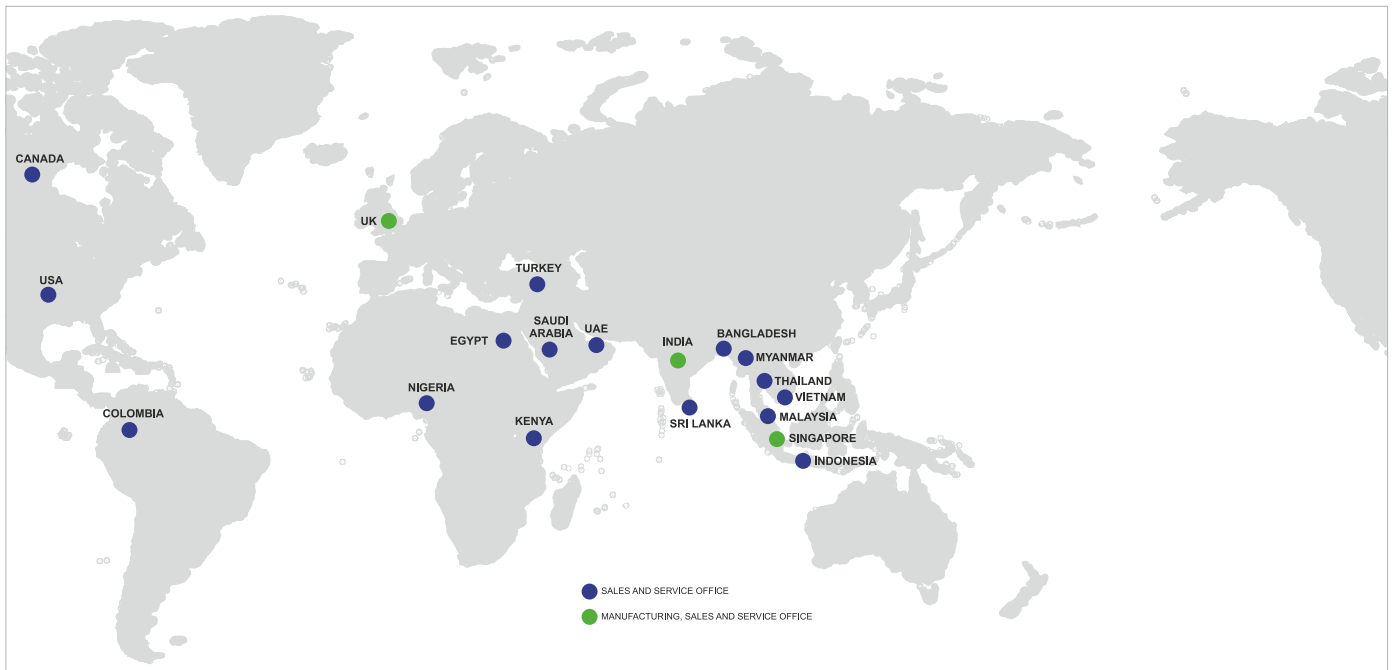 CANADA
UK
USA
TURKEY
EGYPT
SAUDI
ARABIA
UAE
INDIA
BANGLADESH
MYANMAR
NIGERIA
THAILAND
VIETNAM
COLOMBIA
KENYA
SRI LANKA
MALAYSIA
SINGAPORE
INDONESIA
SALES AND SERVICE OFFICE
MANUFACTURING, SALES AND SERVICE OFFICE